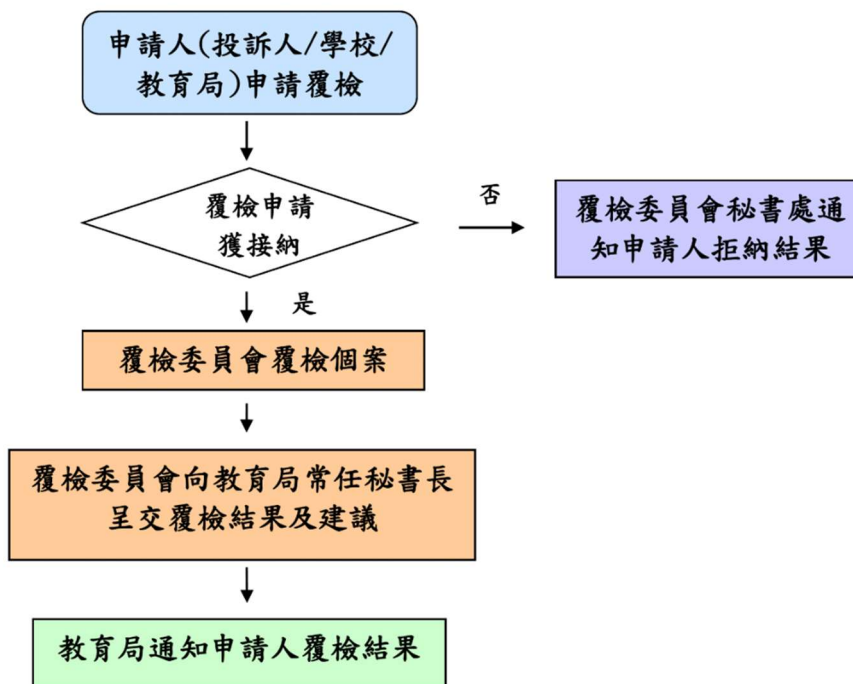 申請人(投訴人/學校/
教育局)申請覆檢
覆檢申請
獲接納
否
覆檢委員會秘書處通
知申請人拒納結果
是
覆檢委員會覆檢個案
覆檢委員會向教育局常任秘書長
呈交覆檢結果及建議
教育局通知申請人覆檢結果